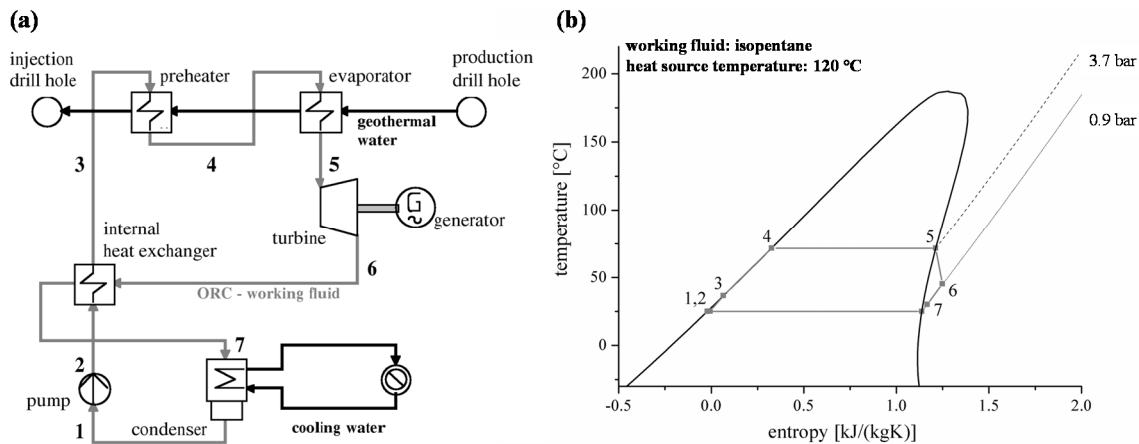 (a)
injection
drill hole
preheater
evaporator
production
drill hole
geothermal
water
3
4
5
G
~
generator
turbine
internal
heat exchanger
6
ORC - working fluid
7
2
pump
1
condenser
cooling water
(b)
working fluid: isopentane
heat source temperature: 120 °C
3.7 bar
0.9 bar
200
150
100
50
0
temperature [°C]
4
5
3
1,2
6
7
-0.5
0.0
0.5
1.0
1.5
2.0
entropy [kJ/(kgK)]